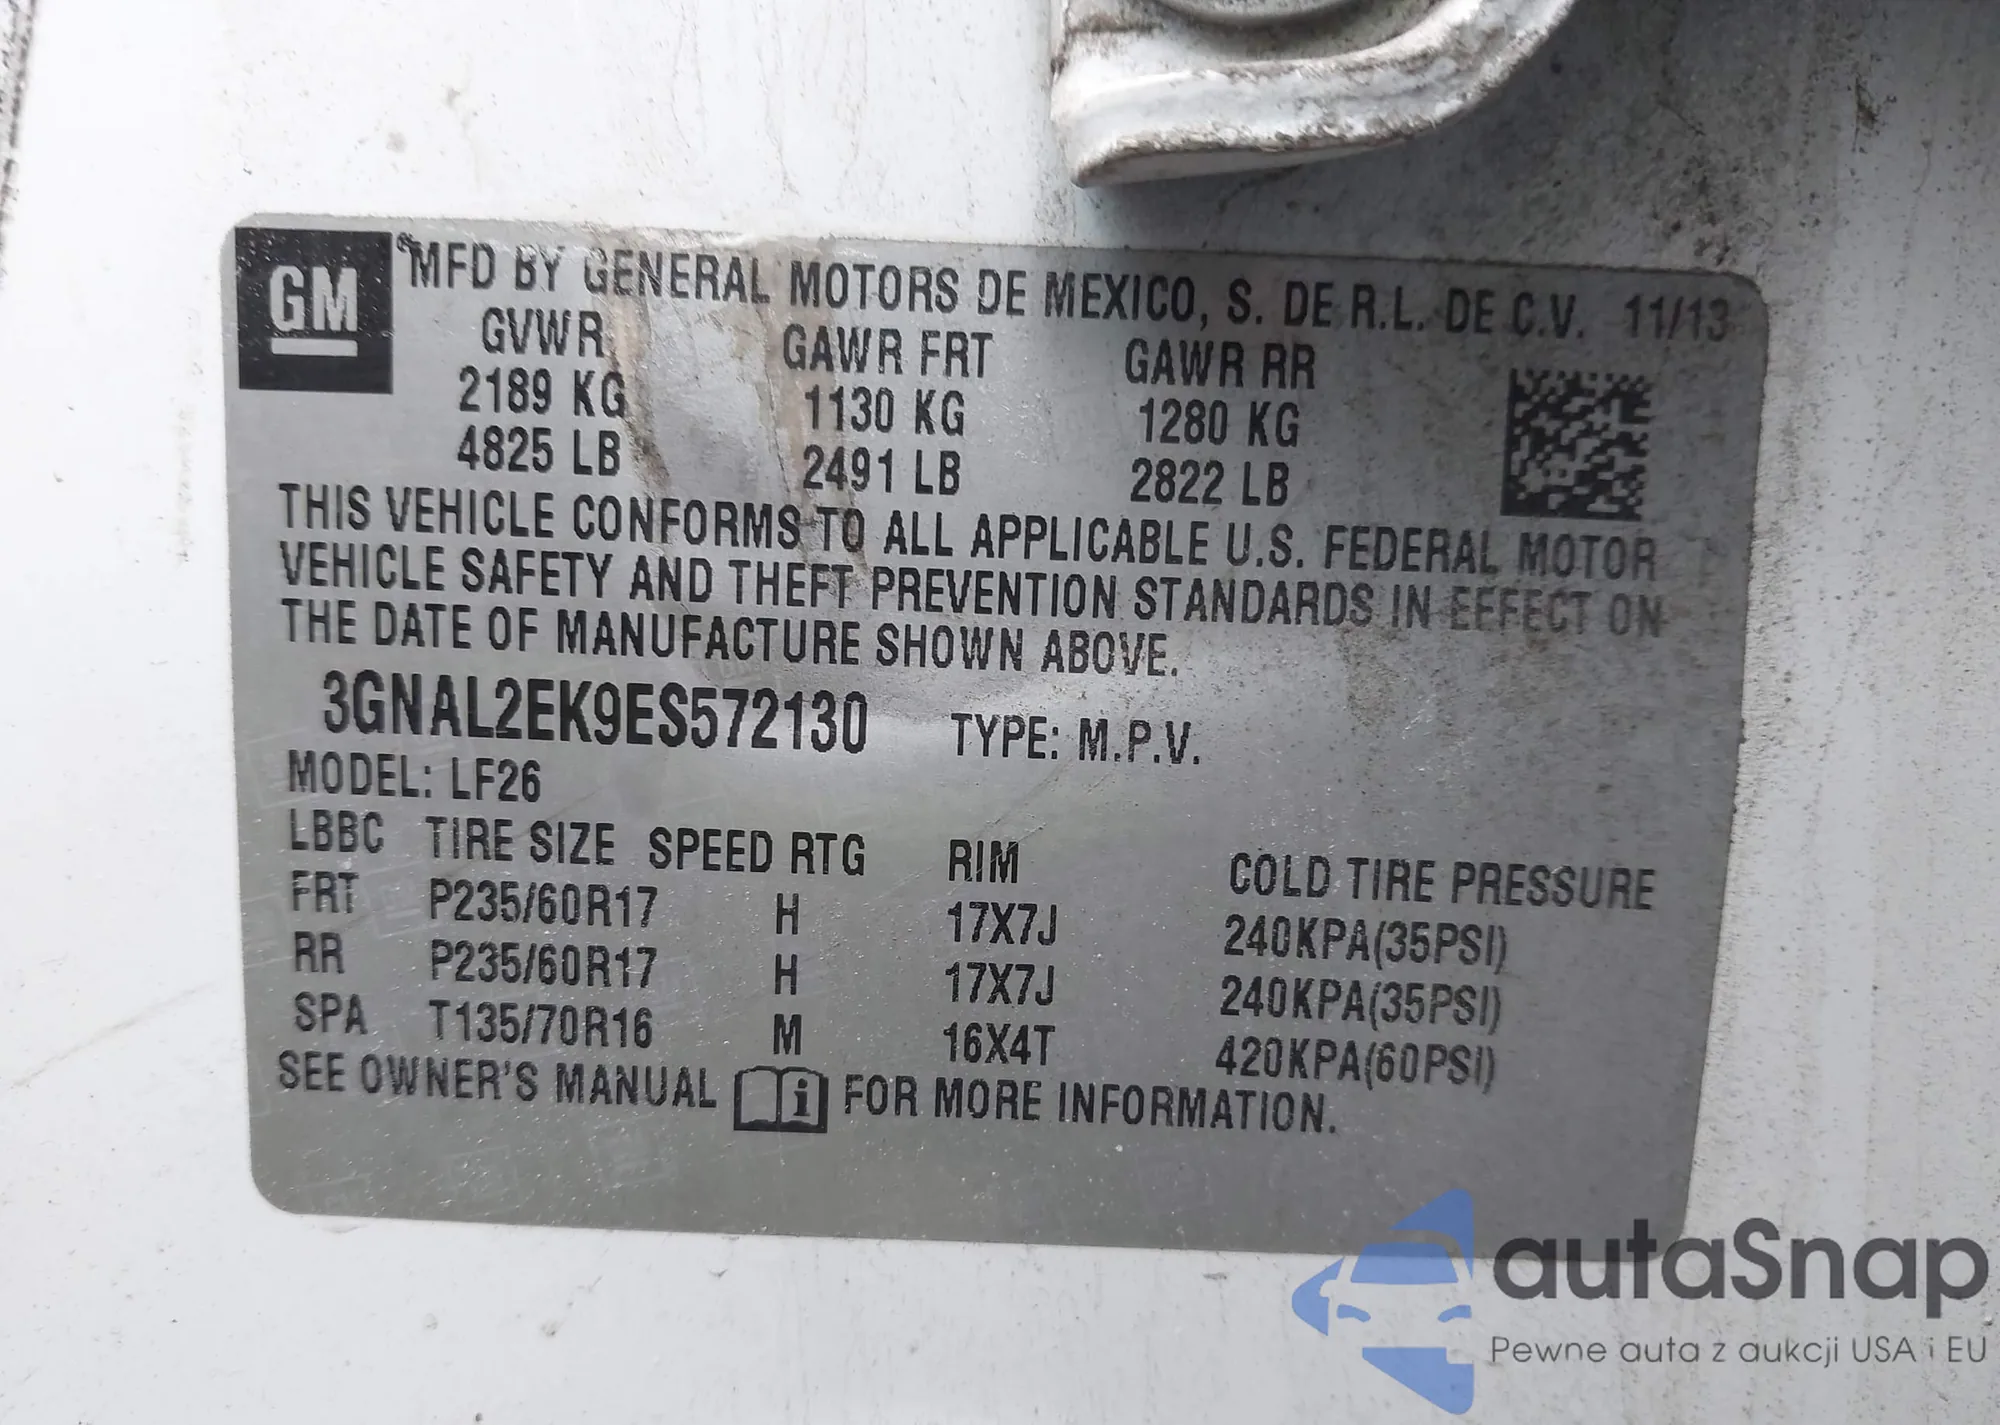 GM
MFD BY GENERAL MOTORS DE MEXICO, S. DE R.L. DE C.V. 11/13
GVWR GAWR FRT GAWR RR
2189 KG 1130 KG 1280 KG
4825 LB 2491 LB 2822 LB
THIS VEHICLE CONFORMS TO ALL APPLICABLE U.S. FEDERAL MOTOR
VEHICLE SAFETY AND THEFT PREVENTION STANDARDS IN EFFECT ON
THE DATE OF MANUFACTURE SHOWN ABOVE.
3GNAL2EK9ES572130 TYPE: M.P.V.
MODEL: LF26
LBBC TIRE SIZE SPEED RTG RIM COLD TIRE PRESSURE
FRT P235/60R17 H 17X7J 240KPA(35PSI)
RR P235/60R17 H 17X7J 240KPA(35PSI)
SPA T135/70R16 M 16X4T 420KPA(60PSI)
SEE OWNER'S MANUAL i FOR MORE INFORMATION.
autaSnap
Pewne auta z aukcji USA i EU